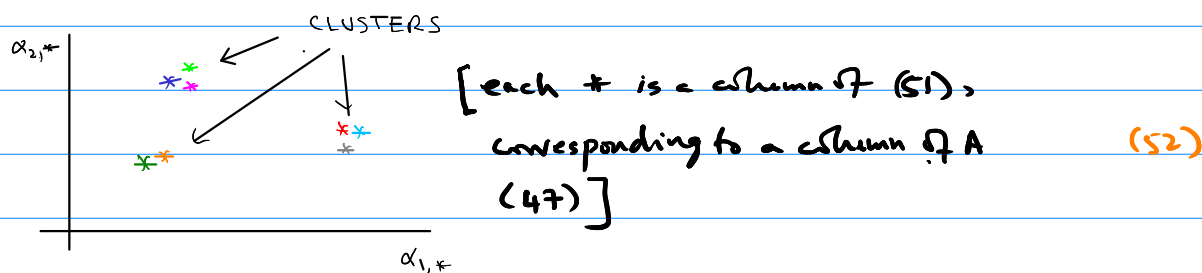 CLUSTERS
α₂,*
[each * is a column of (51),
corresponding to a column of A (52)
(47)]
α₁,*